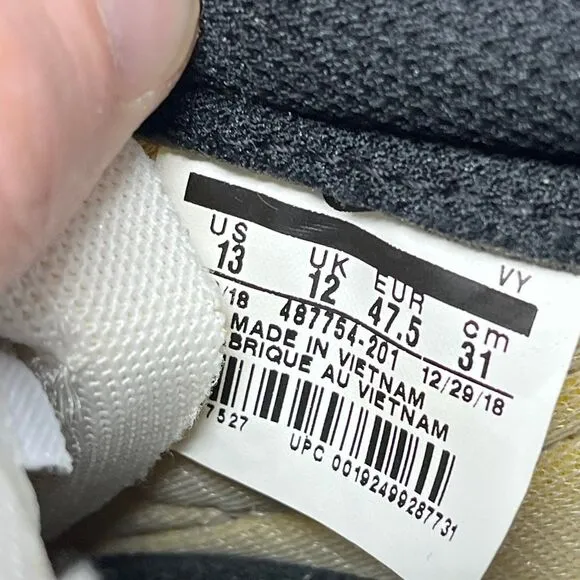 VY
US UK EUR cm
13 12 47.5 31
/18 487754-201 12/29/18
MADE IN VIETNAM
BRIQUE AU VIETNAM
7527
UPC 00192499287731